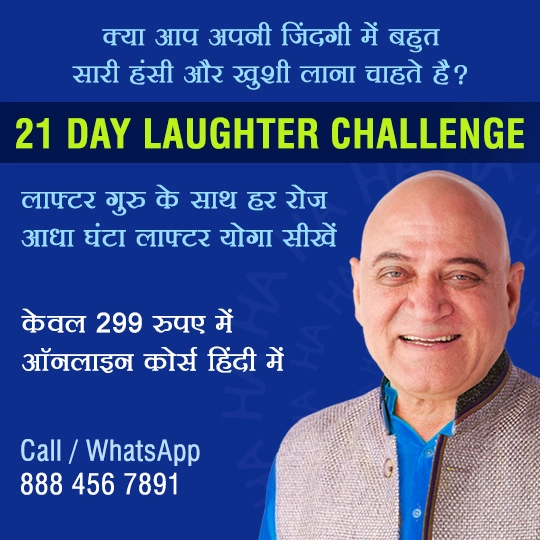 क्या आप अपनी जिंदगी में बहुत
सारी हंसी और खुशी लाना चाहते है?
21 DAY LAUGHTER CHALLENGE
लाफ्टर गुरु के साथ हर रोज
आधा घंटा लाफ्टर योगा सीखें
केवल 299 रुपए में
ऑनलाइन कोर्स हिंदी में
Call / WhatsApp
888 456 7891